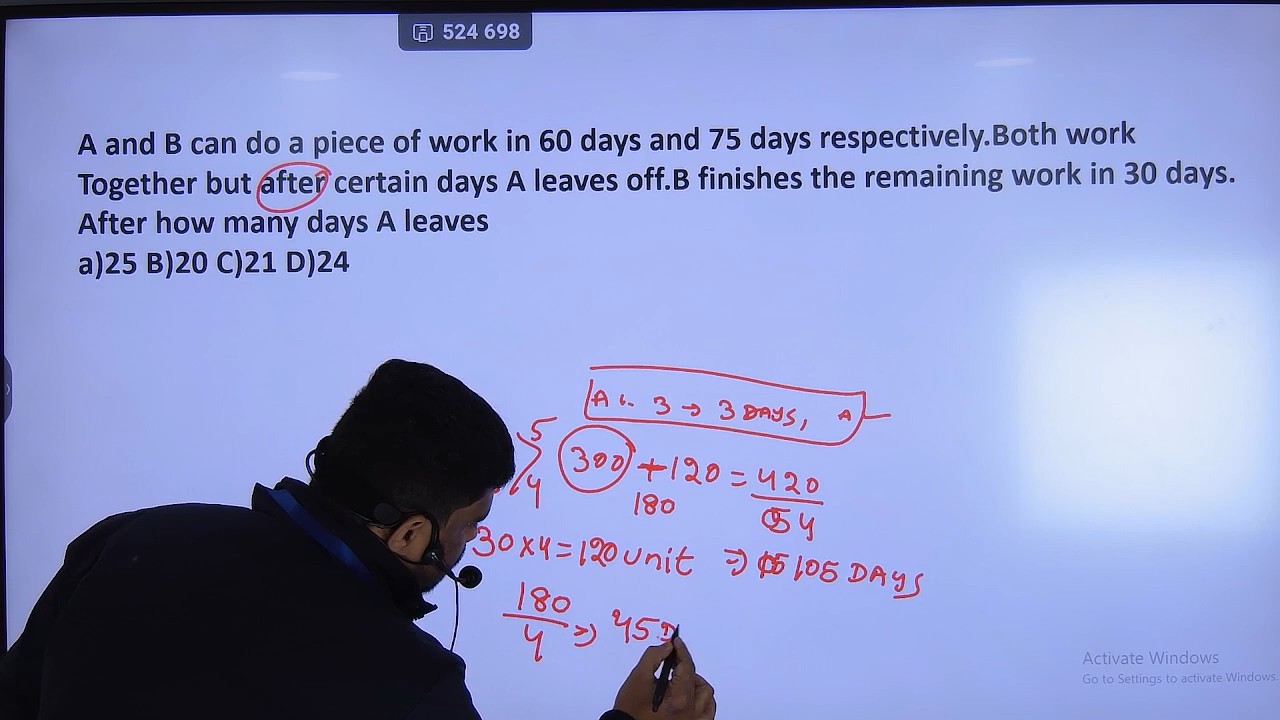 524 698
A and B can do a piece of work in 60 days and 75 days respectively.Both work
Together but after certain days A leaves off.B finishes the remaining work in 30 days.
After how many days A leaves
a)25 B)20 C)21 D)24
3 → 3 DAYS, A
5
300 +120 = 420
4
180
54
30×4=120 unit ⇒ 105 DAYS
180
4 ⇒ 45
Activate Windows
Go to Settings to activate Windows.